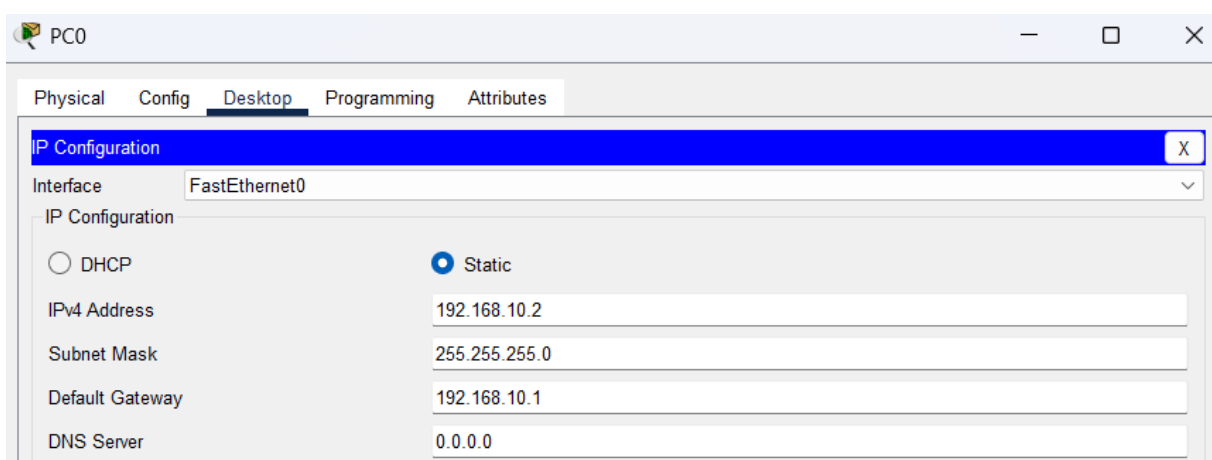 PC0
Physical Config Desktop Programming Attributes
IP Configuration
X
Interface FastEthernet0
IP Configuration
DHCP Static
IPv4 Address 192.168.10.2
Subnet Mask 255.255.255.0
Default Gateway 192.168.10.1
DNS Server 0.0.0.0